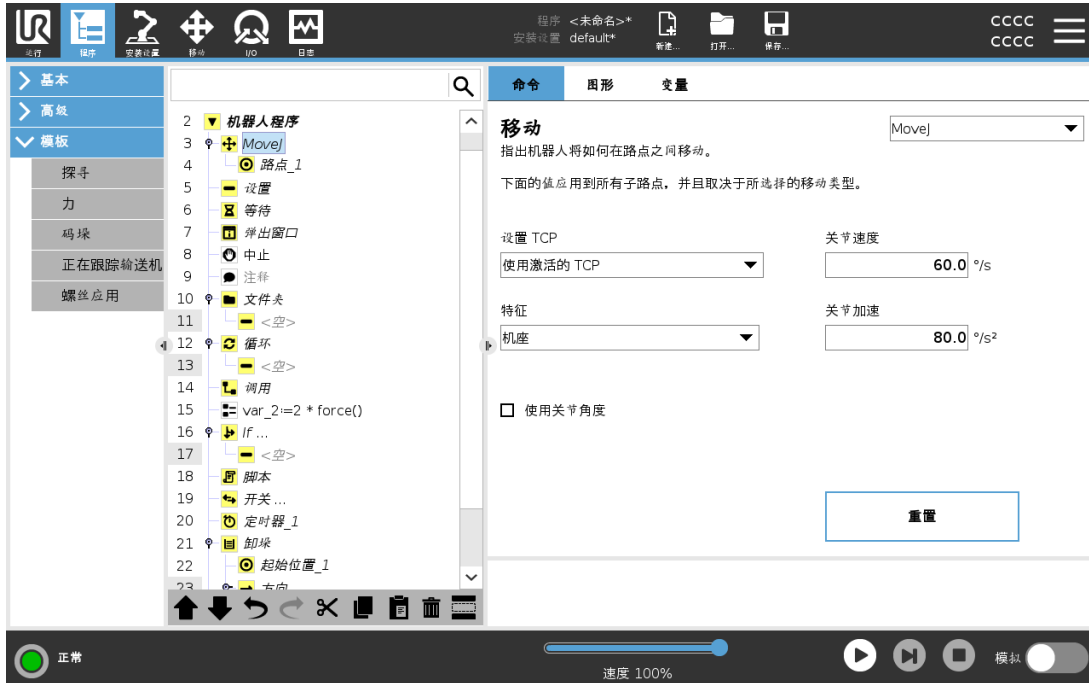 UR
运行
程序
安装设置
移动
I/O
日志
程序 <未命名>*
安装设置 default*
新建...
打开...
保存...
CCCC
CCCC
基本
高级
模板
探寻
力
码垛
正在跟踪输送机
螺丝应用
2 机器人程序
3 MoveJ
4 路点_1
5 设置
6 等待
7 弹出窗口
8 中止
9 注释
10 文件夹
11 <空>
12 循环
13 <空>
14 调用
15 var_2:=2 * force()
16 If ...
17 <空>
18 脚本
19 开关 ...
20 定时器_1
21 卸垛
22 起始位置_1
23 方向
命令 图形 变量
移动
MoveJ
指出机器人将如何在路点之间移动。
下面的值应用到所有子路点，并且取决于所选择的移动类型。
设置 TCP
使用激活的 TCP
关节速度
60.0 °/s
特征
机座
关节加速
80.0 °/s²
使用关节角度
重置
正常
速度 100%
模拟